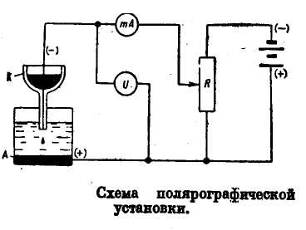 (-)
mA
(-)
K
U
R
(+)
A
(+)
Схема полярографической
установки.